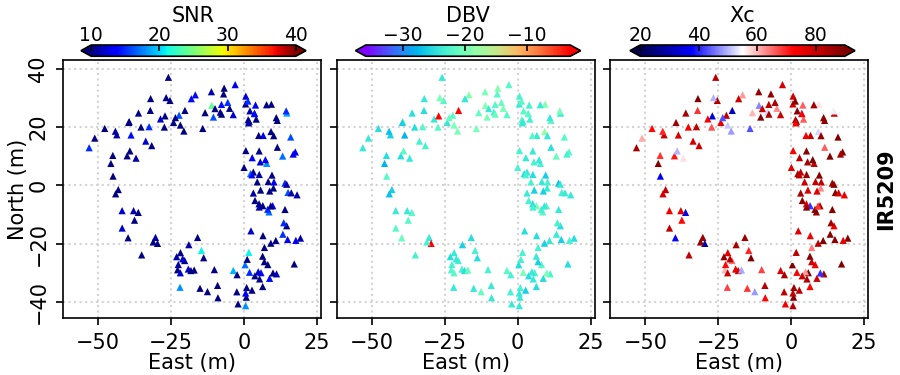 SNR DBV Xc
10 20 30 40 −30 −20 −10 20 40 60 80
40
20
0
−20
−40
North (m)
IR5209
−50 −25 0 25 −50 −25 0 25 −50 −25 0 25
East (m) East (m) East (m)